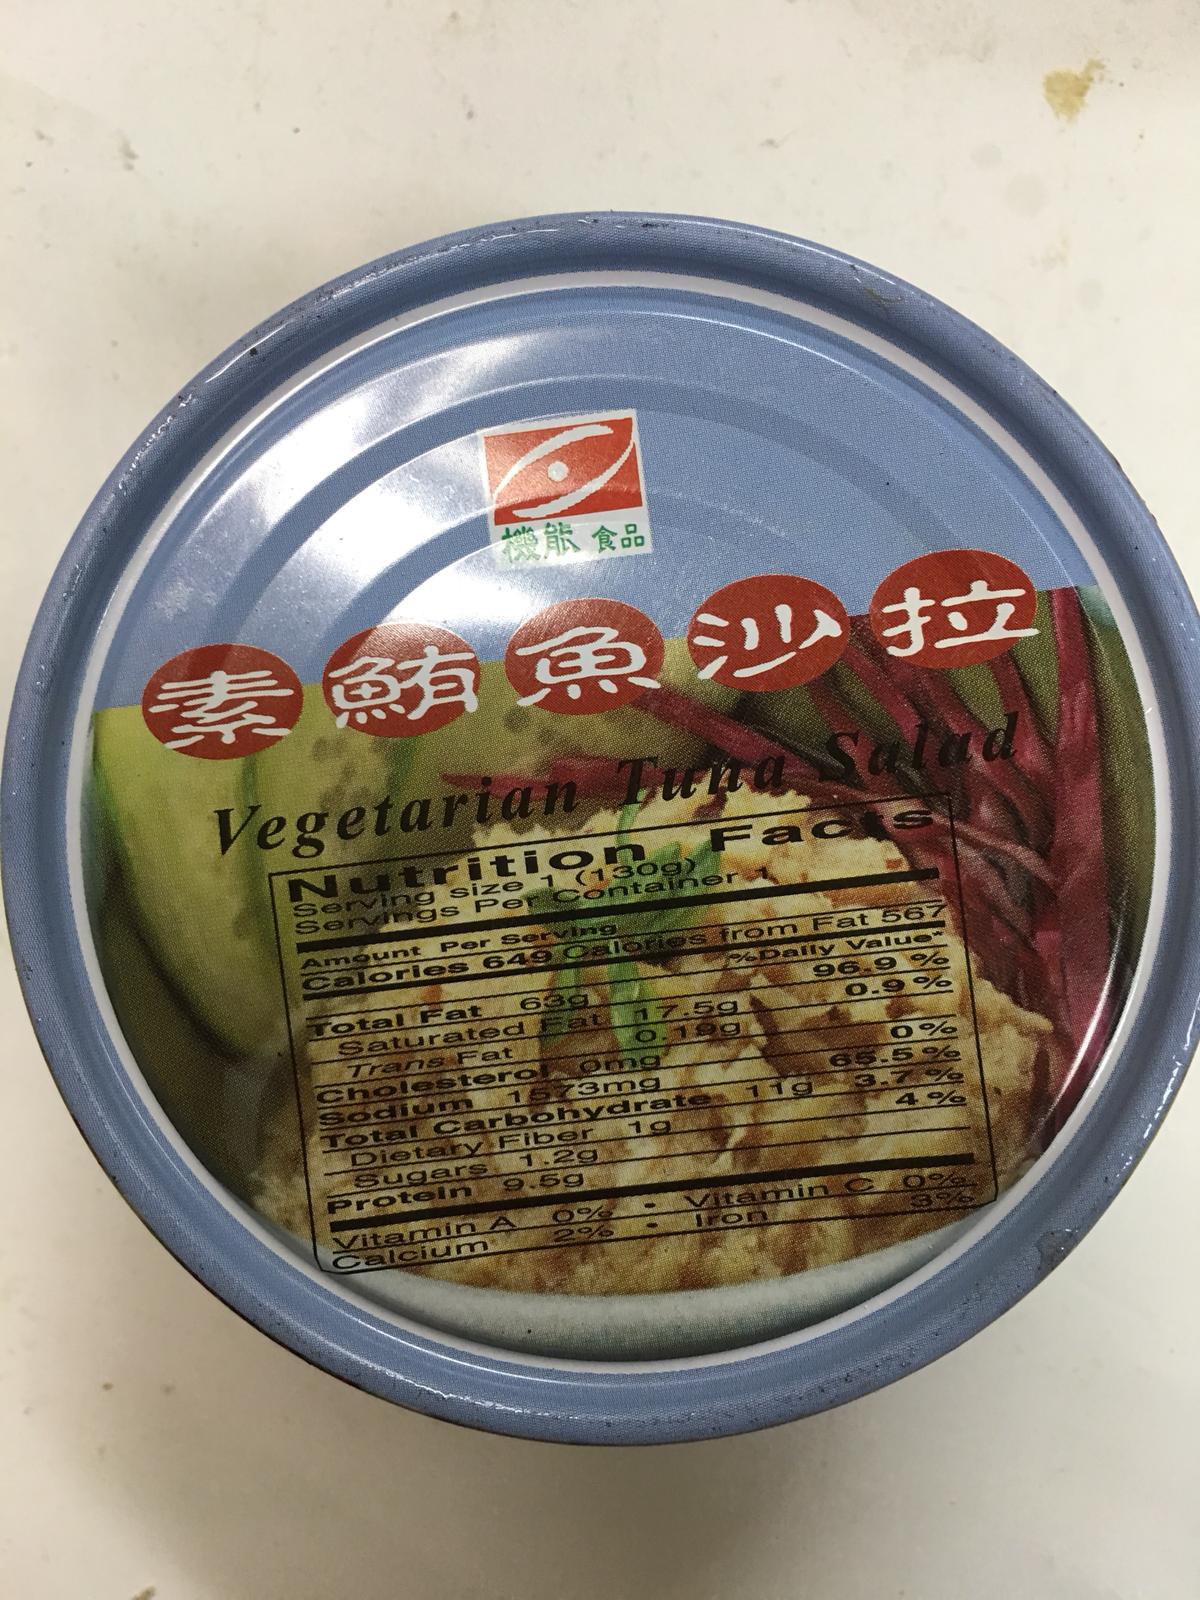 機能 食品
素鮪魚沙拉
Vegetarian Tuna Salad
Nutrition Facts
Serving size 1 (130g)
Servings Per Container 1
Amount Per Serving
Calories 649 Calories from Fat 567
%Daily Value*
Total Fat 63g 96.9 %
Saturated Fat 17.5g 0.9 %
Trans Fat 0.19g
Cholesterol 0mg 0%
Sodium 1573mg 65.5 %
Total Carbohydrate 11g 3.7 %
Dietary Fiber 1g 4 %
Sugars 1.2g
Protein 9.5g
Vitamin A 0% • Vitamin C 0%
Calcium 2% • Iron 3%